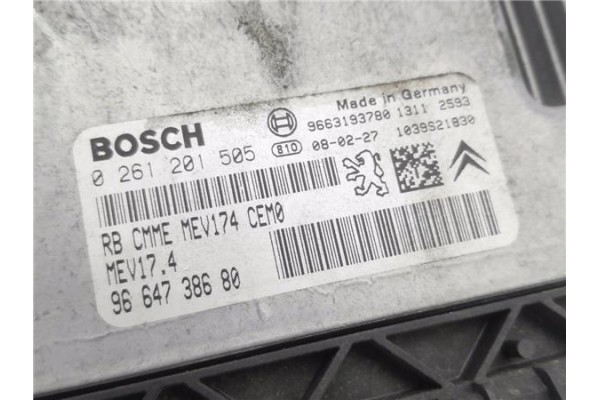 Made in Germany
BOSCH 9663193780 1311 2593
0 261 201 505 810 08-02-27 1039S21830
RB CMME MEV174 CEM0
MEV17.4
96 647 386 80